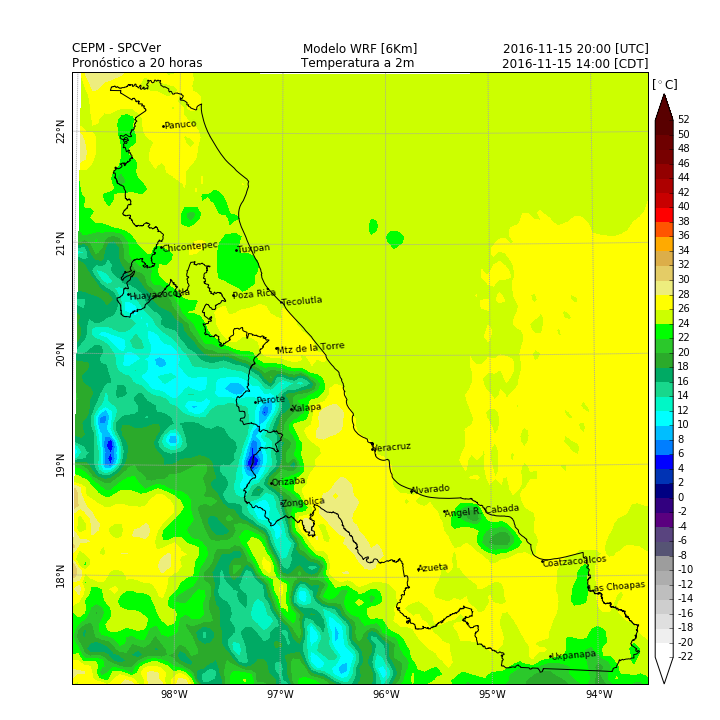 CEPM - SPCVer Modelo WRF [6Km] 2016-11-15 20:00 [UTC]
Pronóstico a 20 horas Temperatura a 2m 2016-11-15 14:00 [CDT]
[°C]
52
50
48
46
44
42
40
38
36
34
32
30
28
26
24
22
20
18
16
14
12
10
8
6
4
2
0
-2
-4
-6
-8
-10
-12
-14
-16
-18
-20
-22
22°N
21°N
20°N
19°N
18°N
Panuco
Chicontepec
Tuxpan
Huayacocotla
Poza Rica
Tecolutla
Mtz de la Torre
Perote
Xalapa
Veracruz
Orizaba
Alvarado
Zongolica
Angel R. Cabada
Azueta
Coatzacoalcos
Las Choapas
Uxpanapa
98°W 97°W 96°W 95°W 94°W